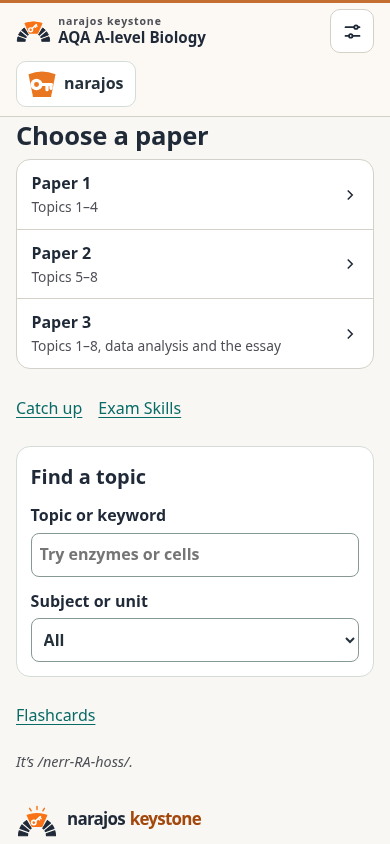 narajos keystone
AQA A-level Biology
narajos
Choose a paper
Paper 1
Topics 1–4
Paper 2
Topics 5–8
Paper 3
Topics 1–8, data analysis and the essay
Catch up Exam Skills
Find a topic
Topic or keyword
Try enzymes or cells
Subject or unit
All
Flashcards
It’s /nerr-RA-hoss/.
narajos keystone